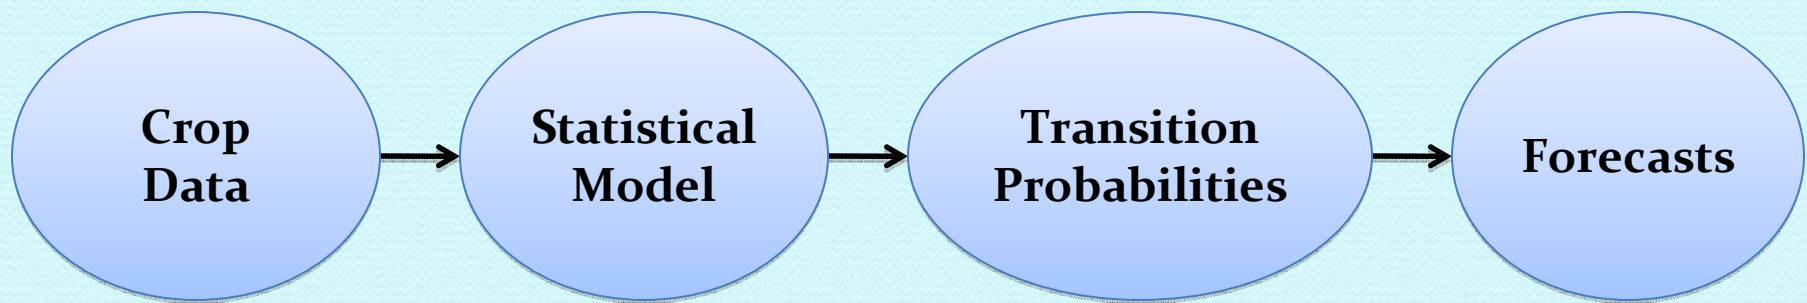 Crop
Data
Statistical
Model
Transition
Probabilities
Forecasts